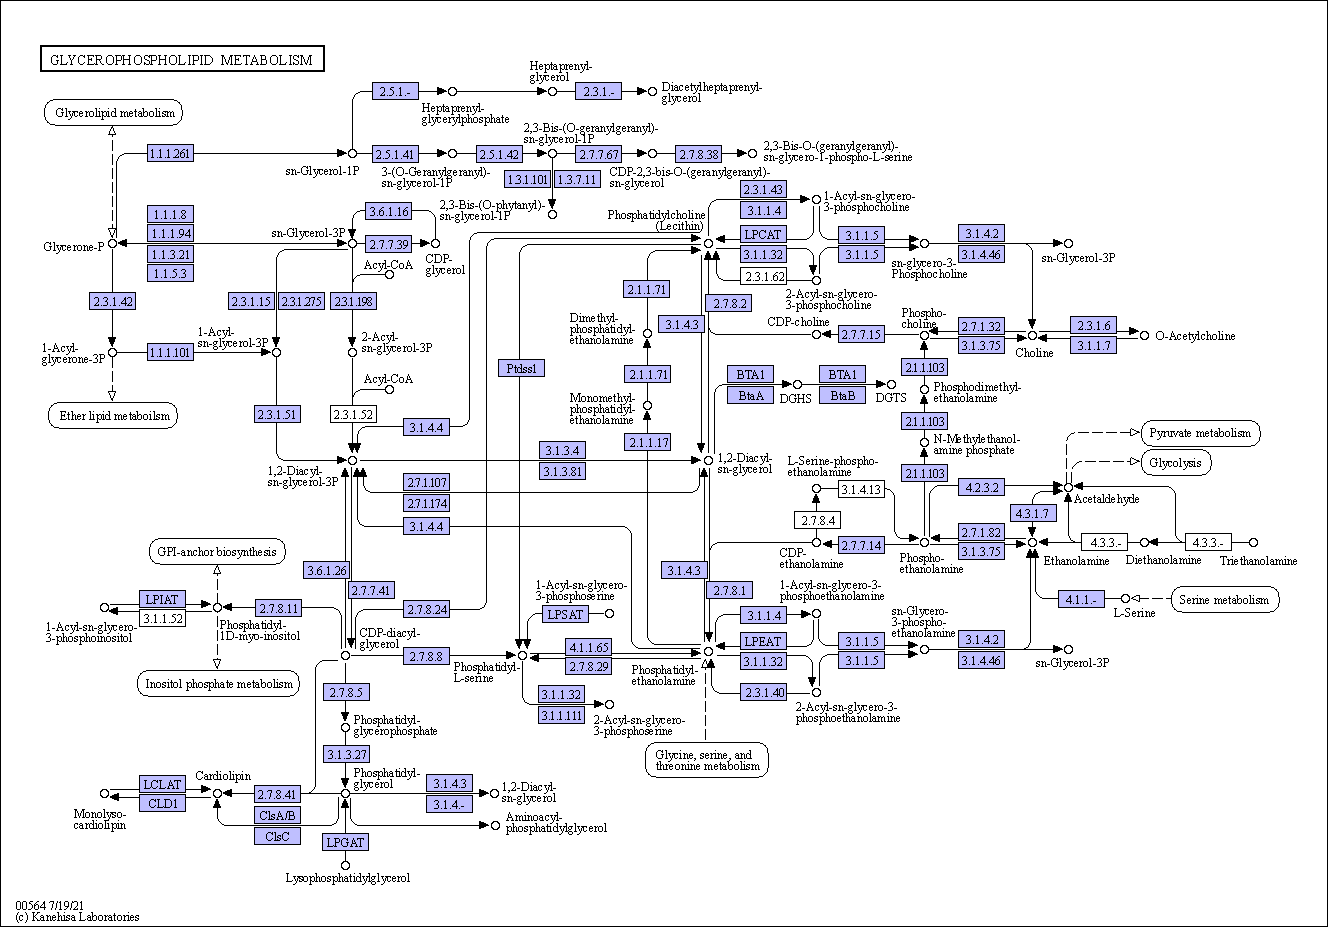 GLYCEROPHOSPHOLIPID METABOLISM
Glycerolipid metabolism
2.5.1.-
Heptaprenyl-
glycerylphosphate
Heptaprenyl-
glycerol
2.3.1.-
Diacetylheptaprenyl-
glycerol
1.1.1.261
sn-Glycerol-1P
2.5.1.41
3-(O-Geranylgeranyl)-
sn-glycerol-1P
2.5.1.42
2,3-Bis-(O-geranylgeranyl)-
sn-glycerol-1P
2.7.7.67
CDP-2,3-bis-O-(geranylgeranyl)-
sn-glycerol
2.7.8.38
2,3-Bis-O-(geranylgeranyl)-
sn-glycero-1-phospho-L-serine
1.3.1.101
1.3.7.11
2,3-Bis-(O-phytanyl)-
sn-glycerol-1P
1.1.1.8
1.1.1.94
1.1.3.21
1.1.5.3
Glycerone-P
sn-Glycerol-3P
3.6.1.16
2.7.7.39
CDP-
glycerol
Acyl-CoA
Phosphatidylcholine
(Lecithin)
2.3.1.43
3.1.1.4
LPCAT
3.1.1.32
2.3.1.62
1-Acyl-sn-glycero-
3-phosphocholine
3.1.1.5
3.1.1.5
2-Acyl-sn-glycero-
3-phosphocholine
sn-glycero-3-
Phosphocholine
3.1.4.2
3.1.4.46
sn-Glycerol-3P
2.3.1.42
2.3.1.15
2.3.1.275
2.3.1.198
2.1.1.71
2.7.8.2
3.1.4.3
Dimethyl-
phosphatidyl-
ethanolamine
CDP-choline
2.7.7.15
Phospho-
choline
2.7.1.32
3.1.3.75
Choline
2.3.1.6
3.1.1.7
O-Acetylcholine
1-Acyl-
glycerone-3P
1.1.1.101
1-Acyl-
sn-glycerol-3P
2-Acyl-
sn-glycerol-3P
Acyl-CoA
Ether lipid metaboilsm
2.3.1.51
2.3.1.52
3.1.4.4
Ptdss1
2.1.1.71
Monomethyl-
phosphatidyl-
ethanolamine
2.1.1.17
BTA1
BtaA
DGHS
BTA1
BtaB
DGTS
2.1.1.103
Phosphodimethyl-
ethanolamine
2.1.1.103
N-Methylethanol-
amine phosphate
2.1.1.103
Pyruvate metabolism
Glycolysis
1,2-Diacyl-
sn-glycerol-3P
3.1.3.4
3.1.3.81
1,2-Diacyl-
sn-glycerol
2.7.1.107
2.7.1.174
3.1.4.4
L-Serine-phospho-
ethanolamine
3.1.4.13
2.7.8.4
4.2.3.2
Acetaldehyde
4.3.1.7
CDP-
ethanolamine
2.7.7.14
Phospho-
ethanolamine
2.7.1.82
3.1.3.75
Ethanolamine
4.3.3.-
Diethanolamine
4.3.3.-
Triethanolamine
GPI-anchor biosynthesis
3.6.1.26
2.7.7.41
3.1.4.3
2.7.8.1
LPIAT
3.1.1.52
1-Acyl-sn-glycero-
3-phosphoinositol
Phosphatidyl-
1D-myo-inositol
2.7.8.11
2.7.8.24
1-Acyl-sn-glycero-
3-phosphoserine
LPSAT
1-Acyl-sn-glycero-3-
phosphoethanolamine
4.1.1.-
L-Serine
Serine metabolism
CDP-diacyl-
glycerol
2.7.8.8
Phosphatidyl-
L-serine
4.1.1.65
2.7.8.29
Phosphatidyl-
ethanolamine
3.1.1.4
LPEAT
3.1.1.32
2.3.1.40
3.1.1.5
3.1.1.5
sn-Glycero-
3-phospho-
ethanolamine
3.1.4.2
3.1.4.46
sn-Glycerol-3P
2-Acyl-sn-glycero-3-
phosphoethanolamine
Inositol phosphate metabolism
2.7.8.5
3.1.1.32
3.1.1.111
2-Acyl-sn-glycero-
3-phosphoserine
Phosphatidyl-
glycerophosphate
3.1.3.27
Glycine, serine, and
threonine metabolism
LCLAT
CLD1
Monolyso-
cardiolipin
Cardiolipin
2.7.8.41
ClsA/B
ClsC
Phosphatidyl-
glycerol
3.1.4.3
3.1.4.-
1,2-Diacyl-
sn-glycerol
Aminoacyl-
phosphatidylglycerol
LPGAT
Lysophosphatidylglycerol
00564 7/19/21
(c) Kanehisa Laboratories